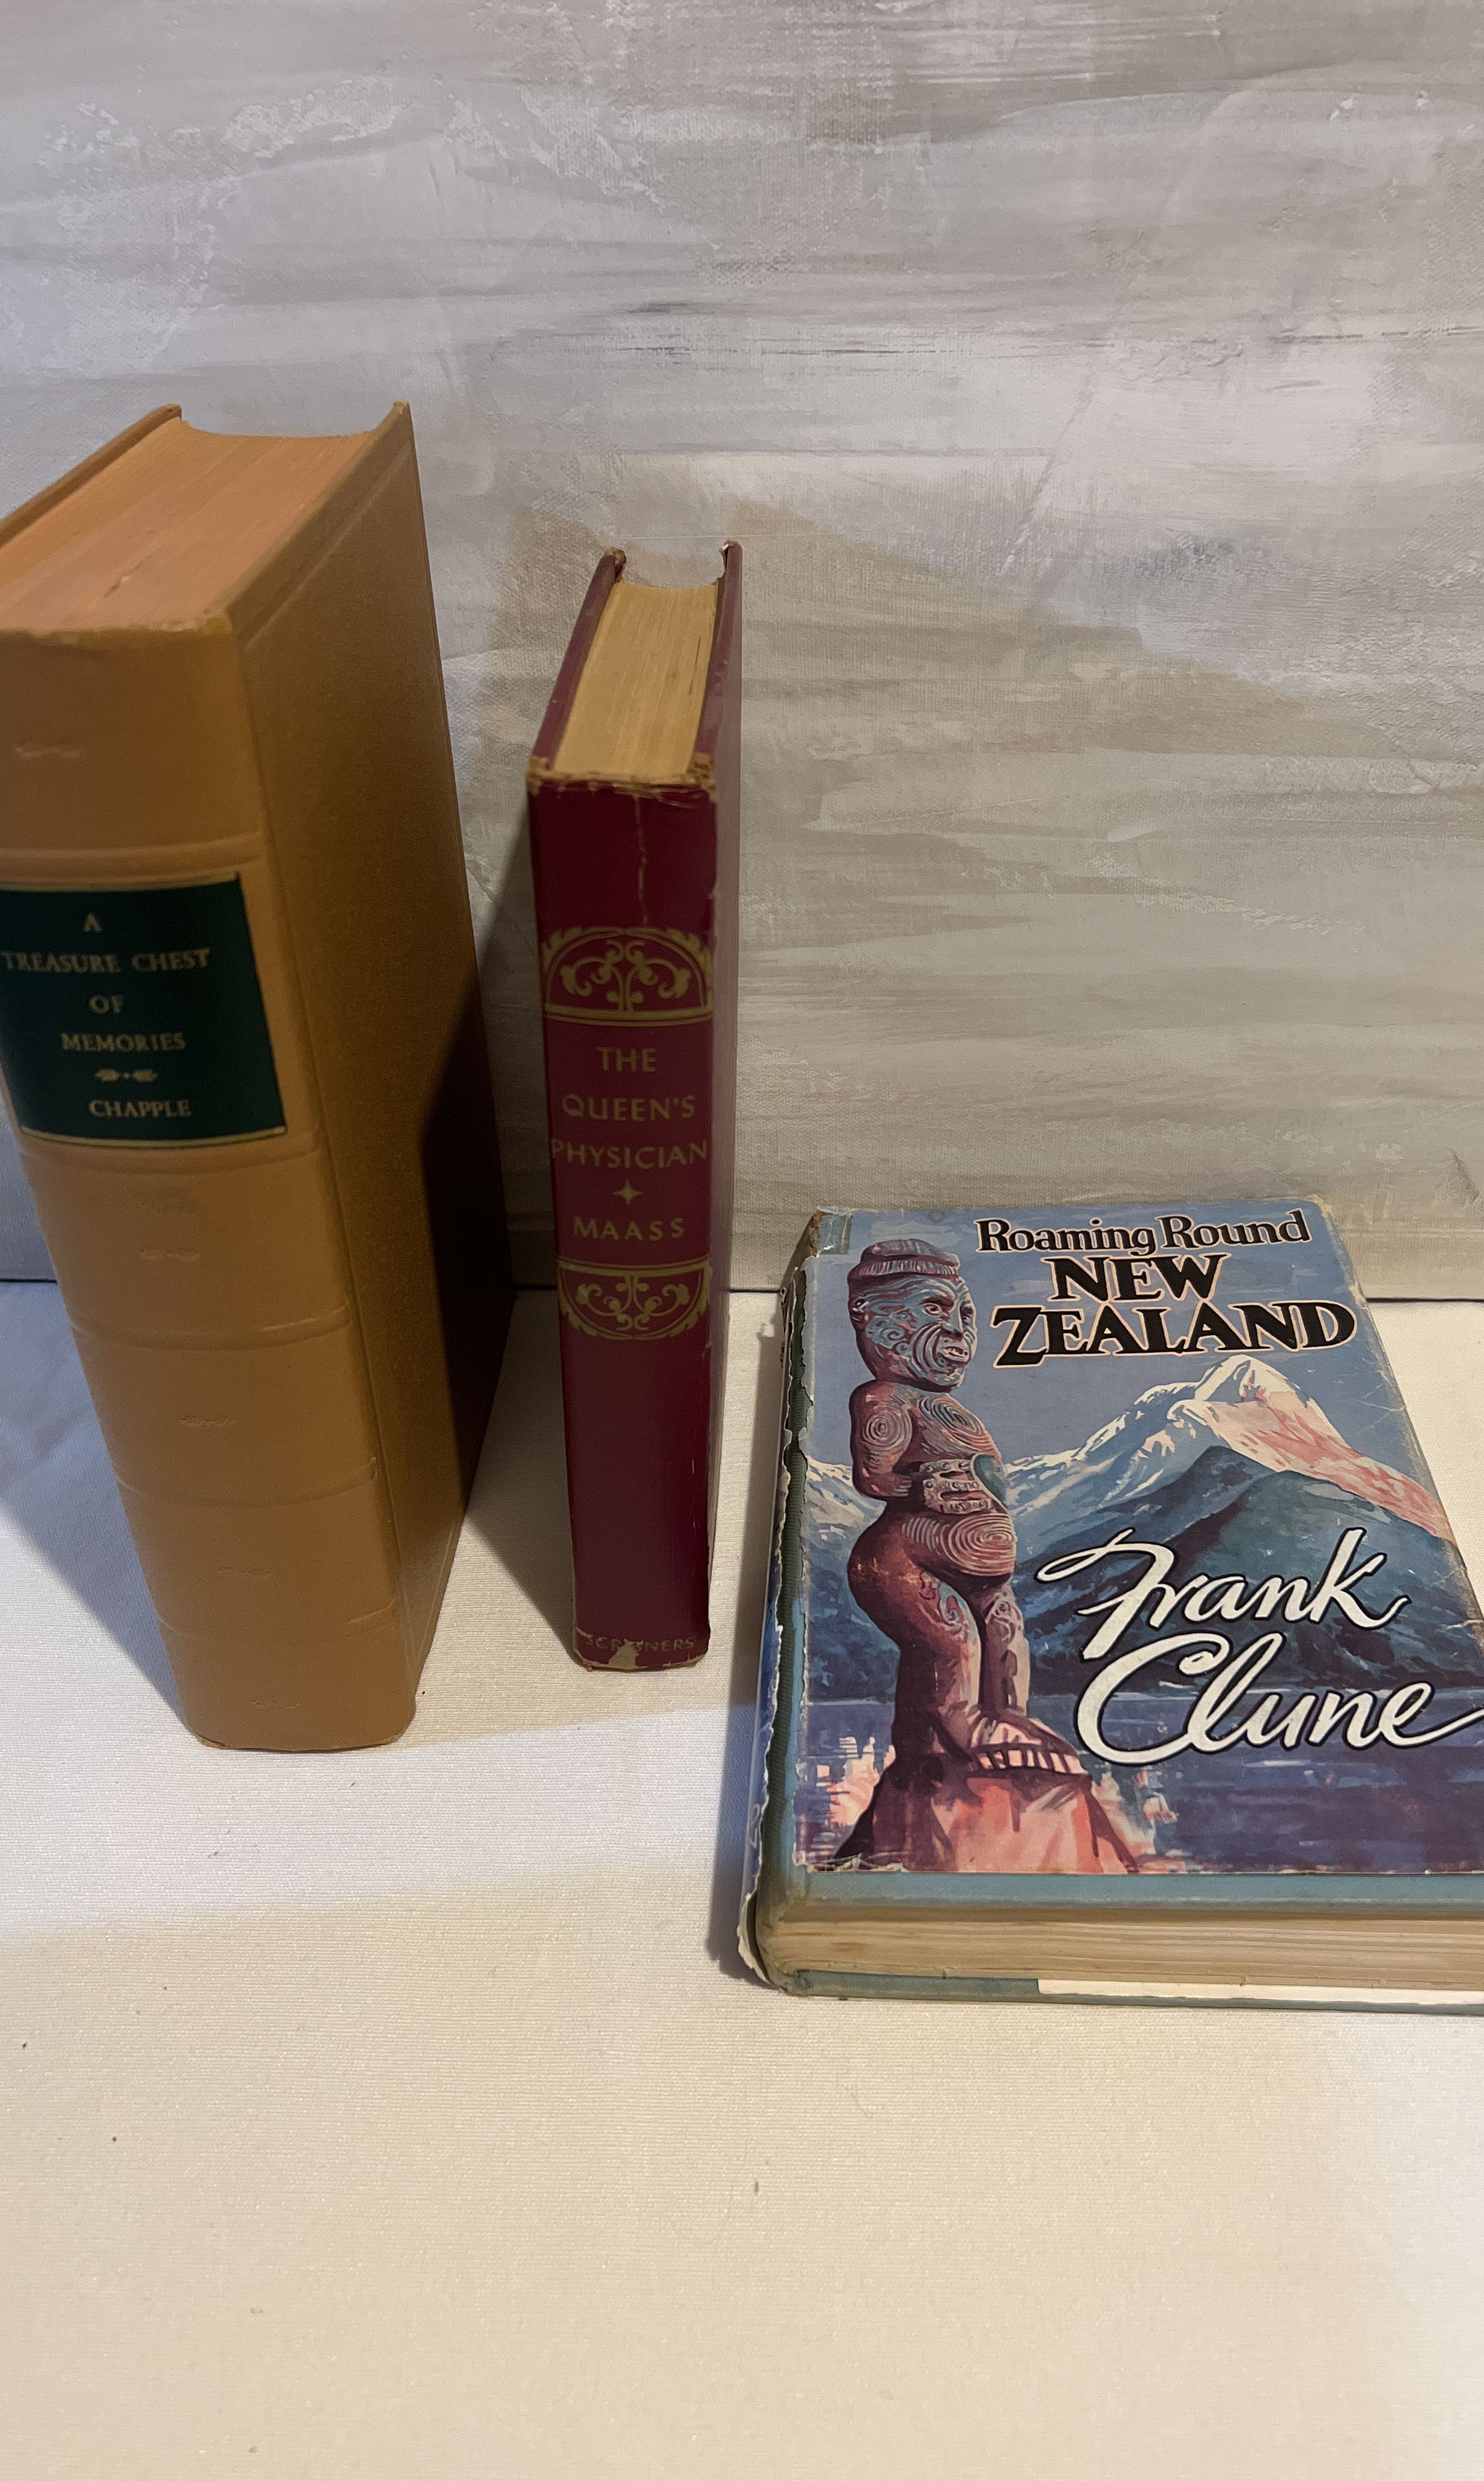 A
TREASURE CHEST
OF
MEMORIES
CHAPPLE
THE
QUEEN'S
PHYSICIAN
MAASS
SCRIBNERS
Roaming Round
NEW
ZEALAND
Frank
Clune